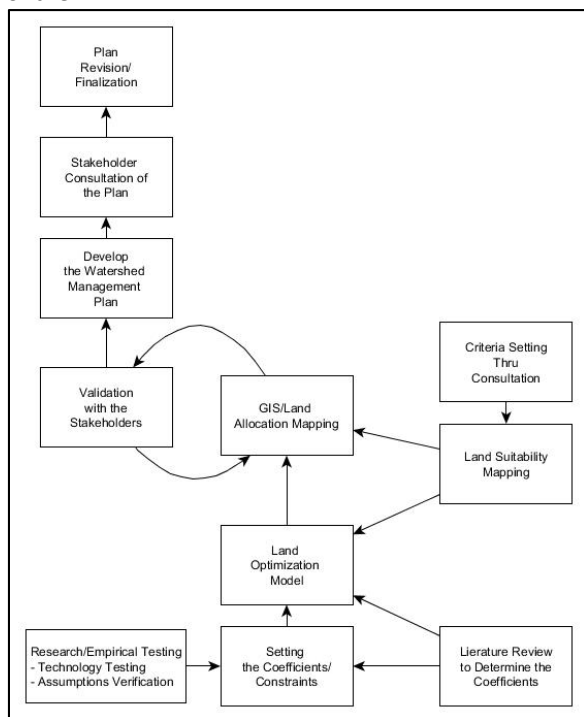 Plan
Revision/
Finalization
Stakeholder
Consultation of
the Plan
Develop
the Watershed
Management
Plan
Validation
with the
Stakeholders
GIS/Land
Allocation Mapping
Criteria Setting
Thru
Consultation
Land Suitability
Mapping
Land
Optimization
Model
Research/Empirical Testing
- Technology Testing
- Assumptions Verification
Setting
the Coefficients/
Constraints
Lierature Review
to Determine the
Coefficients